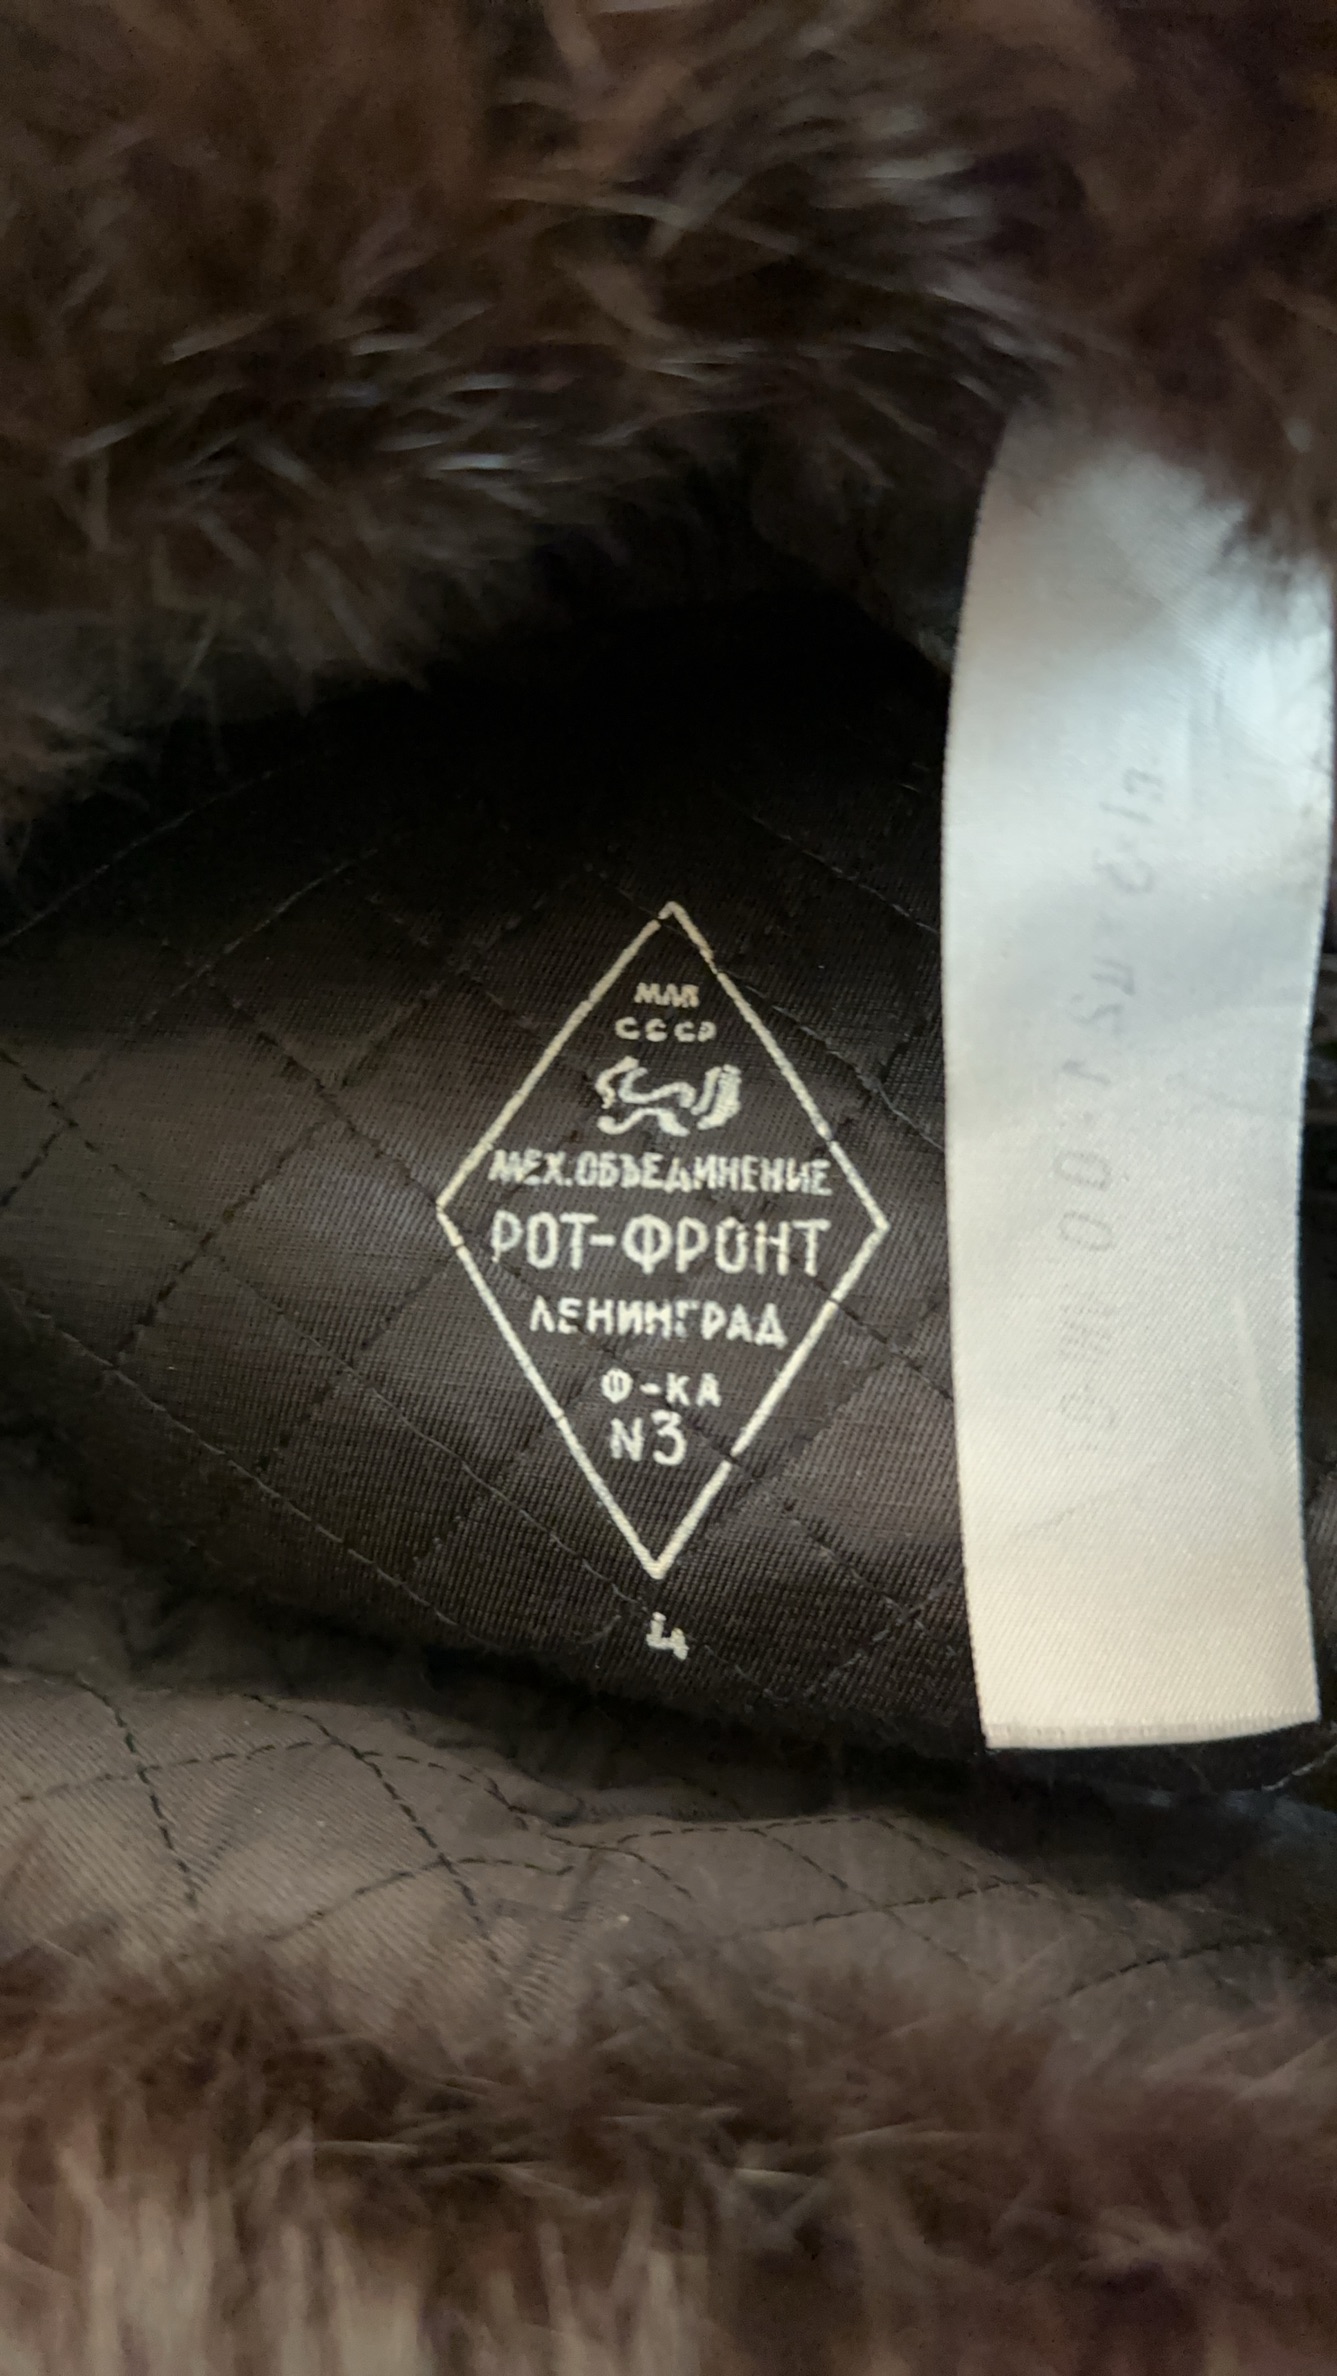 МЛП
СССР
МЕХ.ОБЪЕДИНЕНИЕ
РОТ-ФРОНТ
ЛЕНИНГРАД
Ф-КА
N3